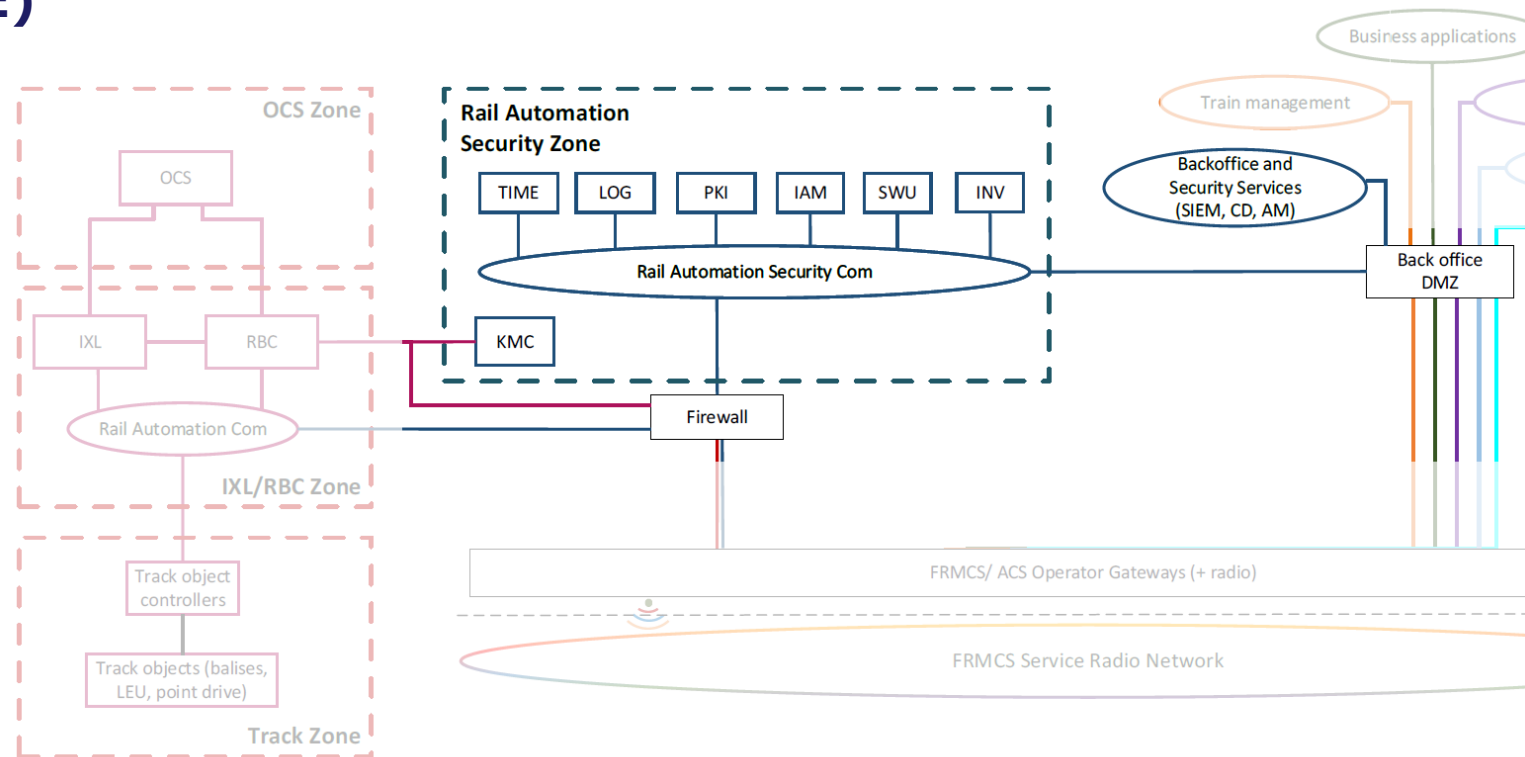 OCS Zone
OCS
IXL
RBC
Rail Automation Com
IXL/RBC Zone
Track object
controllers
Track objects (balises,
LEU, point drive)
Track Zone
Rail Automation
Security Zone
TIME
LOG
PKI
IAM
SWU
INV
Rail Automation Security Com
KMC
Firewall
Business applications
Train management
Backoffice and
Security Services
(SIEM, CD, AM)
Back office
DMZ
FRMCS/ ACS Operator Gateways (+ radio)
FRMCS Service Radio Network